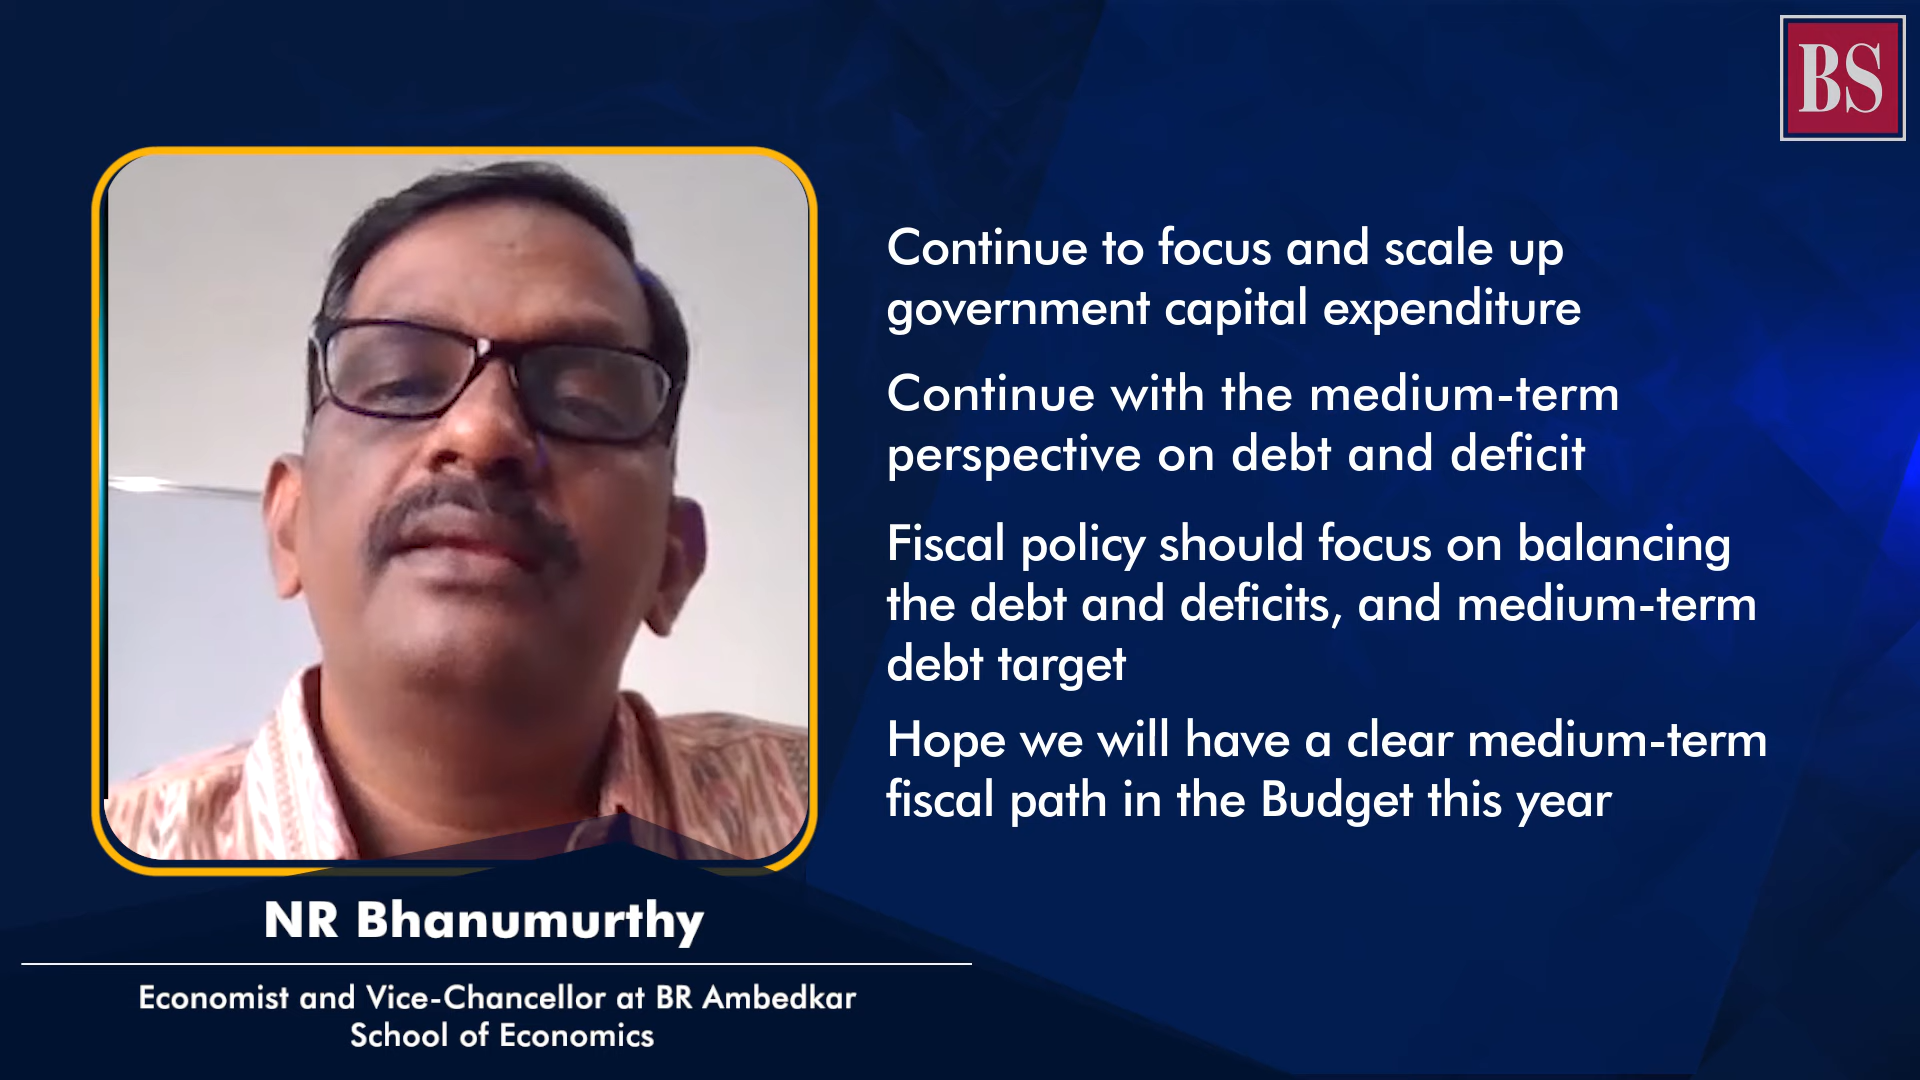 BS
Continue to focus and scale up
government capital expenditure
Continue with the medium-term
perspective on debt and deficit
Fiscal policy should focus on balancing
the debt and deficits, and medium-term
debt target
Hope we will have a clear medium-term
fiscal path in the Budget this year
NR Bhanumurthy
Economist and Vice-Chancellor at BR Ambedkar
School of Economics